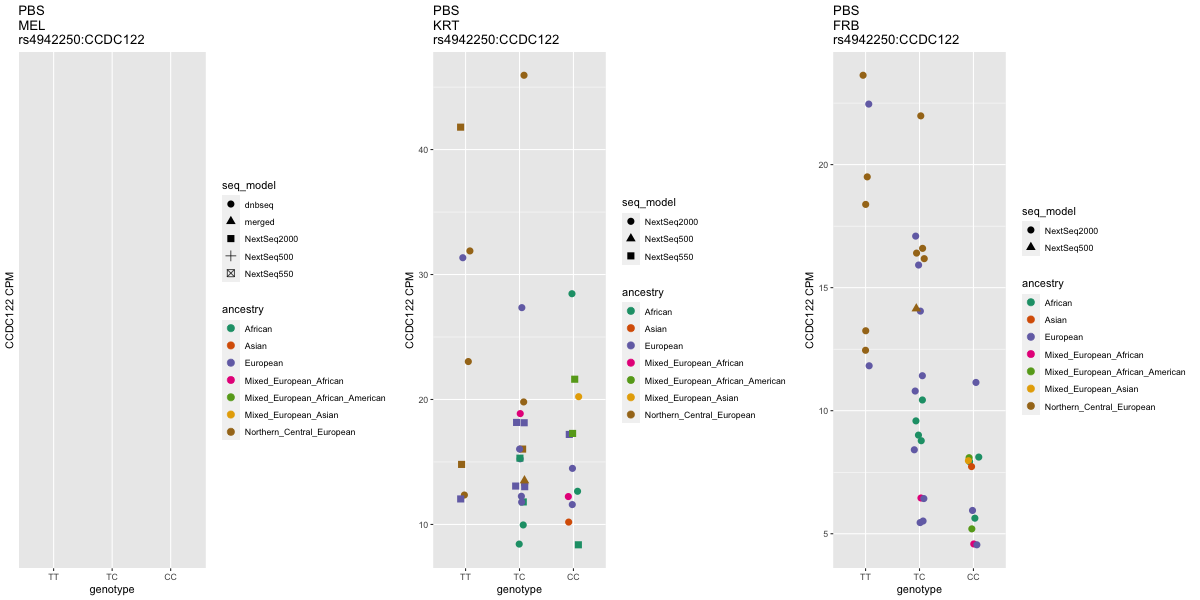 PBS
MEL
rs4942250:CCDC122
CCDC122 CPM
TT
TC
CC
genotype
seq_model
dnbseq
merged
NextSeq2000
NextSeq500
NextSeq550
ancestry
African
Asian
European
Mixed_European_African
Mixed_European_African_American
Mixed_European_Asian
Northern_Central_European
PBS
KRT
rs4942250:CCDC122
CCDC122 CPM
40
30
20
10
TT
TC
CC
genotype
seq_model
NextSeq2000
NextSeq500
NextSeq550
ancestry
African
Asian
European
Mixed_European_African
Mixed_European_African_American
Mixed_European_Asian
Northern_Central_European
PBS
FRB
rs4942250:CCDC122
CCDC122 CPM
20
15
10
5
TT
TC
CC
genotype
seq_model
NextSeq2000
NextSeq500
ancestry
African
Asian
European
Mixed_European_African
Mixed_European_African_American
Mixed_European_Asian
Northern_Central_European